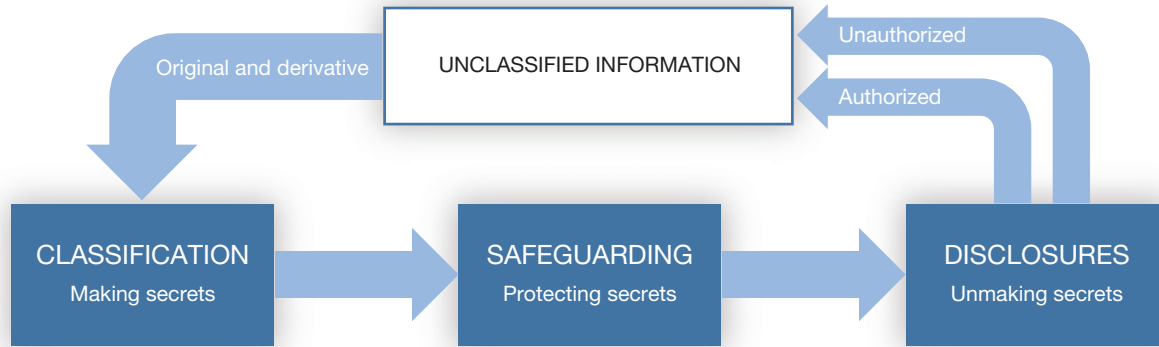 Original and derivative
UNCLASSIFIED INFORMATION
Unauthorized
Authorized
CLASSIFICATION
Making secrets
SAFEGUARDING
Protecting secrets
DISCLOSURES
Unmaking secrets